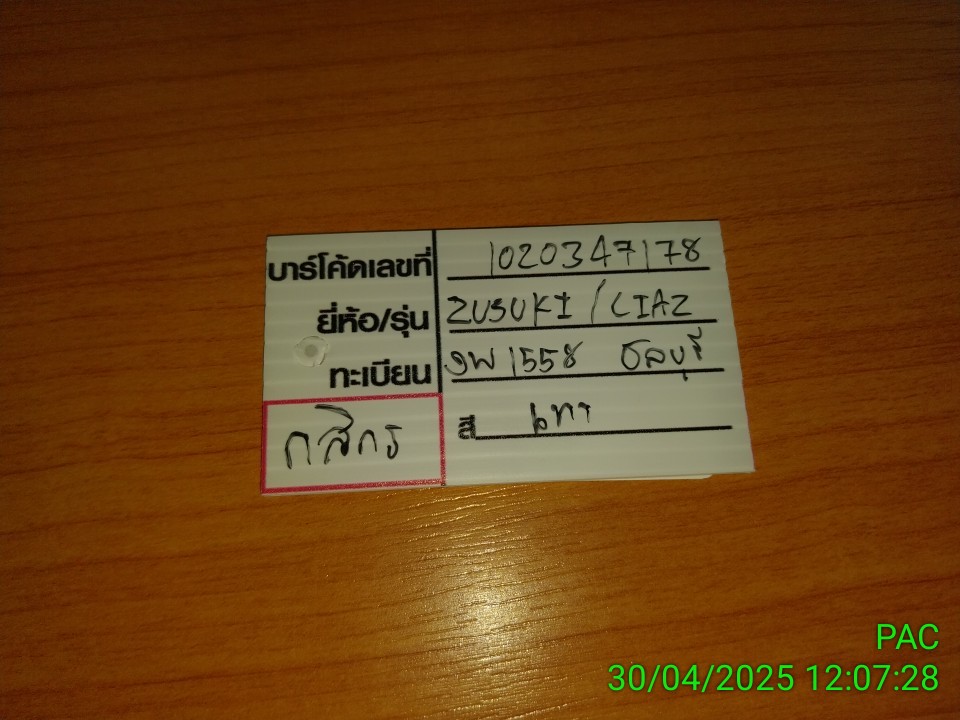 บาร์โค้ดเลขที่ 1020347178
ยี่ห้อ/รุ่น ZUSUKI / CIAZ
ทะเบียน 1558 ชลบุรี
กสิกร สี เทา
PAC
30/04/2025 12:07:28